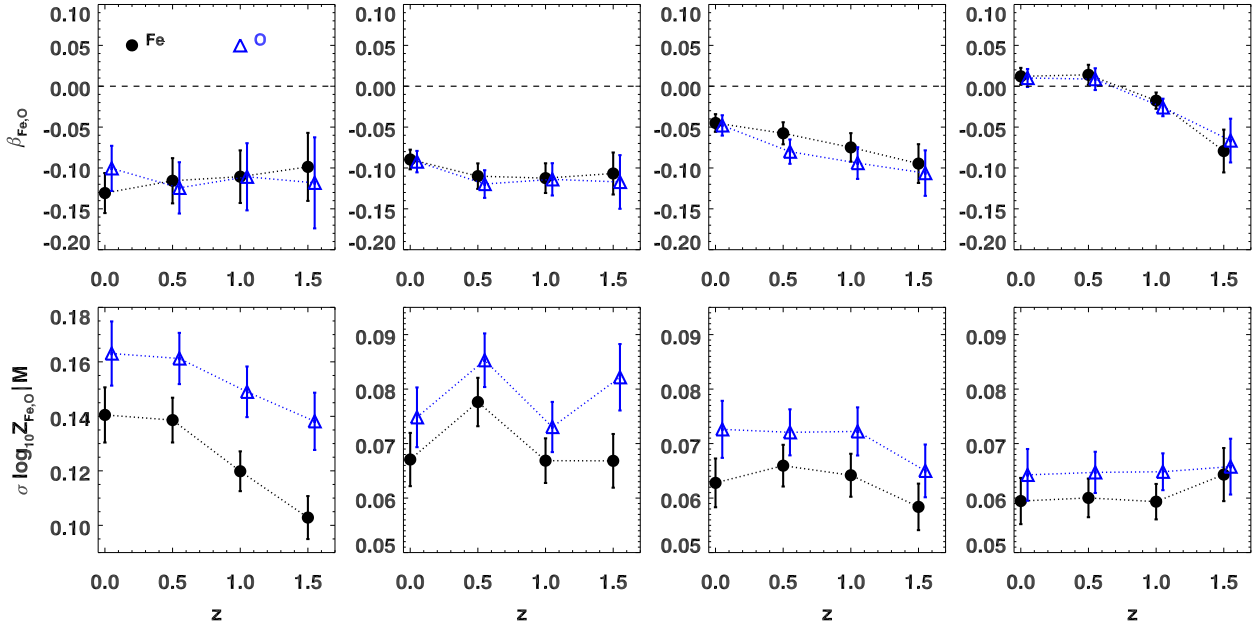 0.10 0.10 0.10 0.10
Fe O
0.05 0.05 0.05 0.05
0.00 0.00 0.00 0.00
-0.05 -0.05 -0.05 -0.05
-0.10 -0.10 -0.10 -0.10
-0.15 -0.15 -0.15 -0.15
-0.20 -0.20 -0.20 -0.20
β Fe,O
0.0 0.5 1.0 1.5 0.0 0.5 1.0 1.5 0.0 0.5 1.0 1.5 0.0 0.5 1.0 1.5
0.18 0.09 0.09 0.09
0.16 0.08 0.08 0.08
0.14 0.07 0.07 0.07
0.12 0.06 0.06 0.06
0.10 0.05 0.05 0.05
σ log10 ZFe,O|M
0.0 0.5 1.0 1.5 0.0 0.5 1.0 1.5 0.0 0.5 1.0 1.5 0.0 0.5 1.0 1.5
z z z z